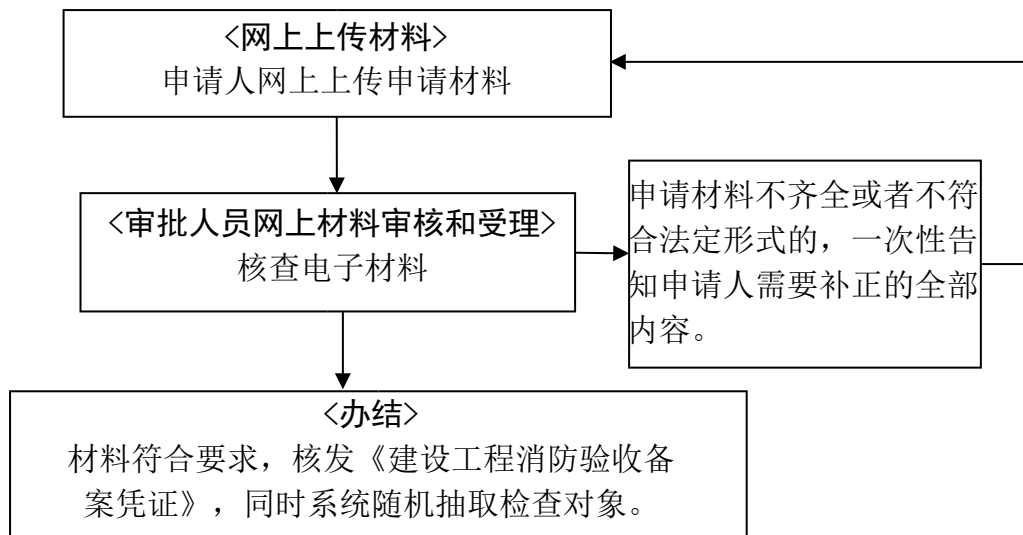 <网上上传材料>
申请人网上上传申请材料
<审批人员网上材料审核和受理>
核查电子材料
申请材料不齐全或者不符
合法定形式的，一次性告
知申请人需要补正的全部
内容。
<办结>
材料符合要求，核发《建设工程消防验收备
案凭证》，同时系统随机抽取检查对象。